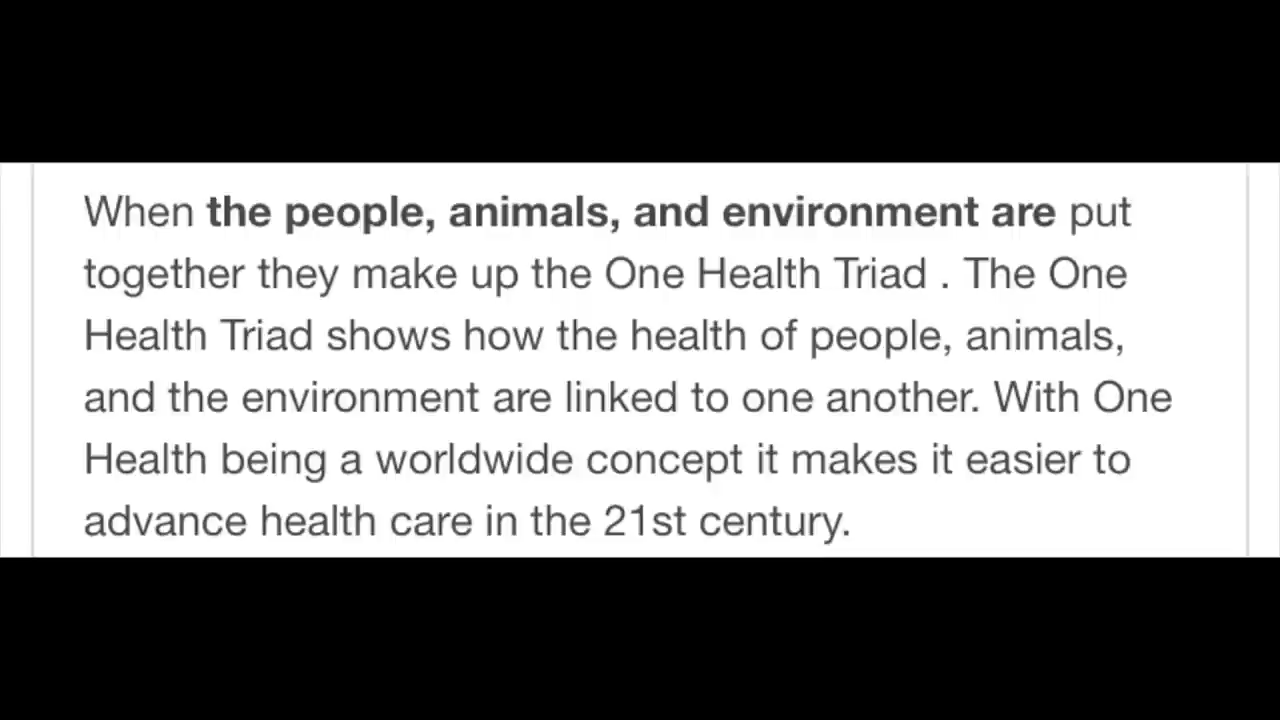 When the people, animals, and environment are put
together they make up the One Health Triad . The One
Health Triad shows how the health of people, animals,
and the environment are linked to one another. With One
Health being a worldwide concept it makes it easier to
advance health care in the 21st century.